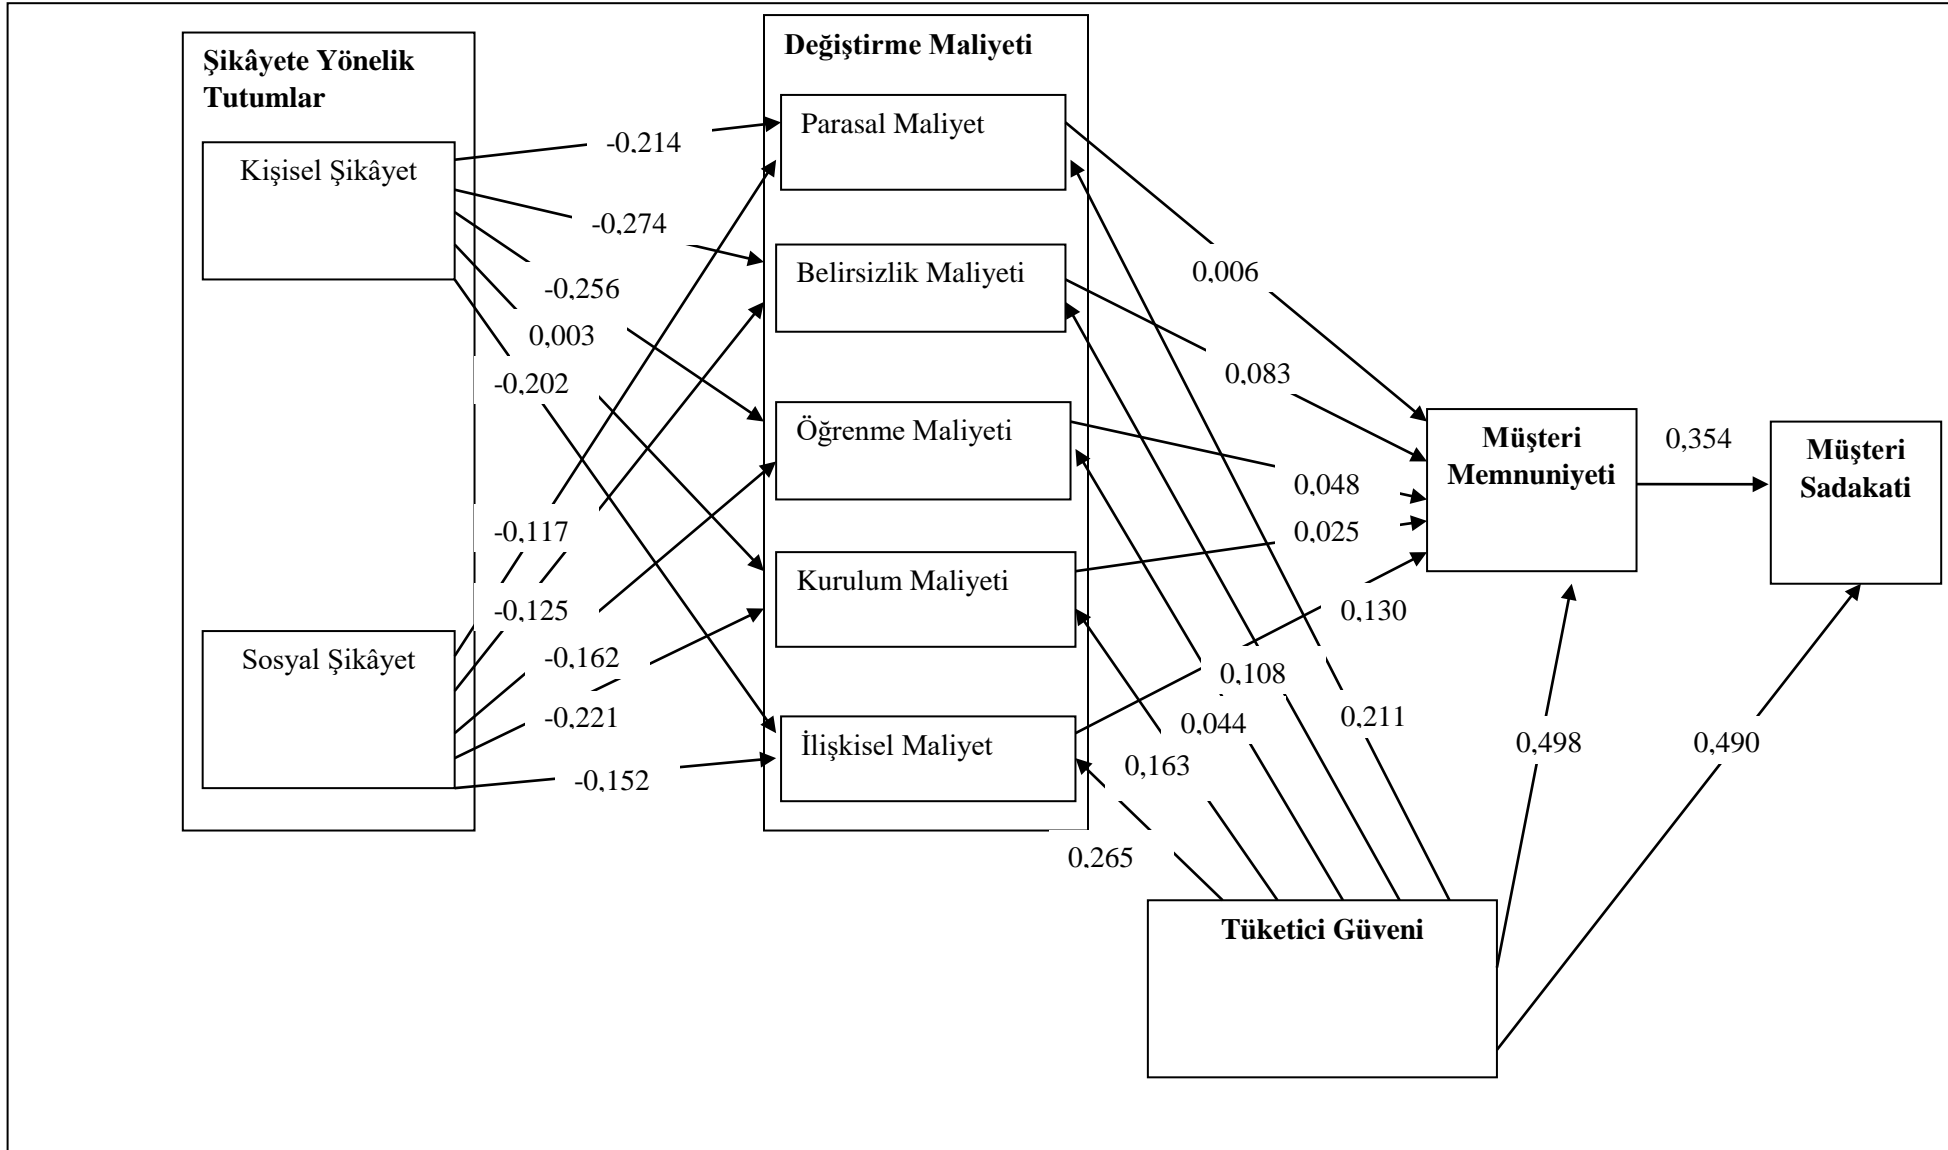 Şikâyete Yönelik
Tutumlar
Kişisel Şikâyet
Sosyal Şikâyet
-0,214
-0,274
-0,256
0,003
-0,202
-0,117
-0,125
-0,162
-0,221
-0,152
Değiştirme Maliyeti
Parasal Maliyet
Belirsizlik Maliyeti
Öğrenme Maliyeti
Kurulum Maliyeti
İlişkisel Maliyet
0,006
0,083
0,048
0,025
0,130
0,108
0,211
0,044
0,163
0,265
Müşteri
Memnuniyeti
0,354
Müşteri
Sadakati
0,498
0,490
Tüketici Güveni